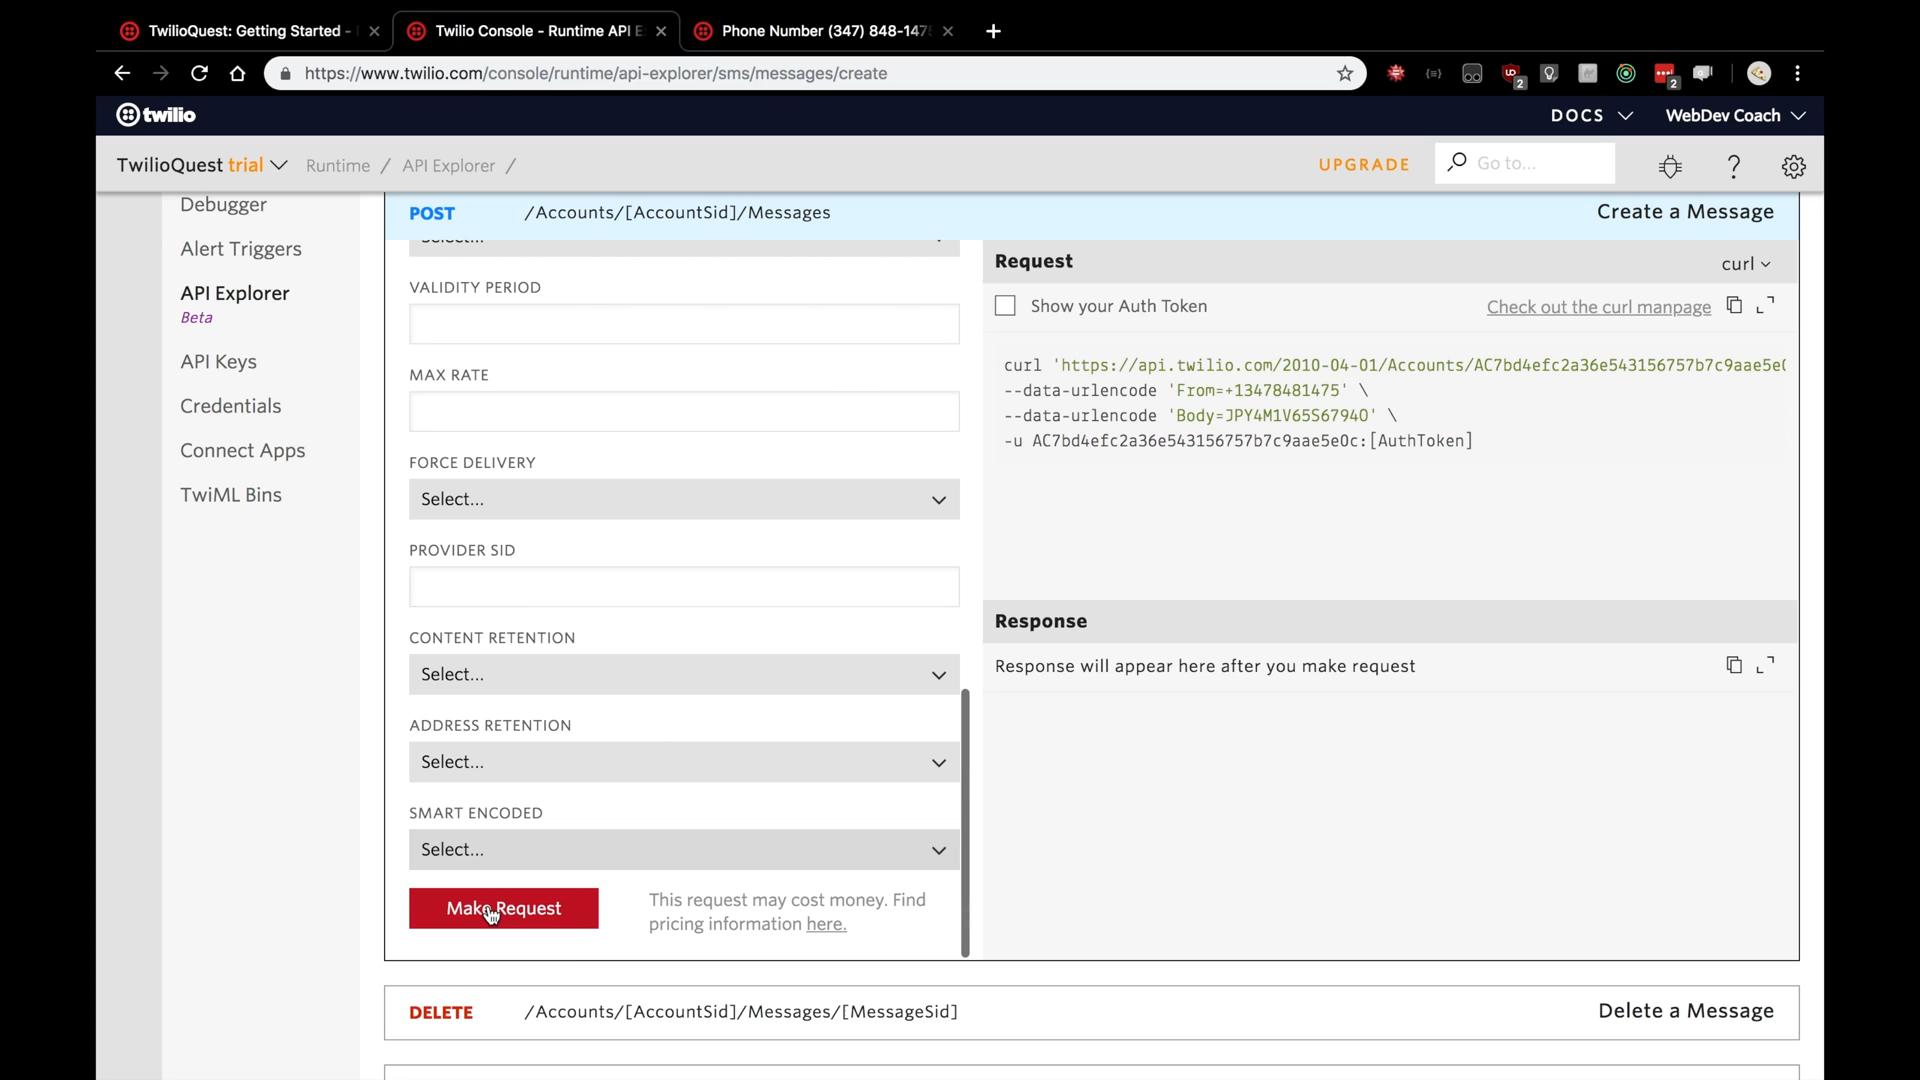 TwilioQuest: Getting Started -
Twilio Console - Runtime API E
Phone Number (347) 848-1475
https://www.twilio.com/console/runtime/api-explorer/sms/messages/create
2
2
twilio
DOCS
WebDev Coach
TwilioQuest trial
Runtime / API Explorer /
UPGRADE
Go to...
Debugger
Alert Triggers
API Explorer
Beta
API Keys
Credentials
Connect Apps
TwiML Bins
POST /Accounts/[AccountSid]/Messages Create a Message
Select...
VALIDITY PERIOD
MAX RATE
FORCE DELIVERY
Select...
PROVIDER SID
CONTENT RETENTION
Select...
ADDRESS RETENTION
Select...
SMART ENCODED
Select...
Make Request
This request may cost money. Find
pricing information here.
Request
curl
Show your Auth Token
Check out the curl manpage
curl 'https://api.twilio.com/2010-04-01/Accounts/AC7bd4efc2a36e543156757b7c9aae5e0
--data-urlencode 'From=+13478481475' \
--data-urlencode 'Body=JPY4M1V65S6794O' \
-u AC7bd4efc2a36e543156757b7c9aae5e0c:[AuthToken]
Response
Response will appear here after you make request
DELETE /Accounts/[AccountSid]/Messages/[MessageSid] Delete a Message